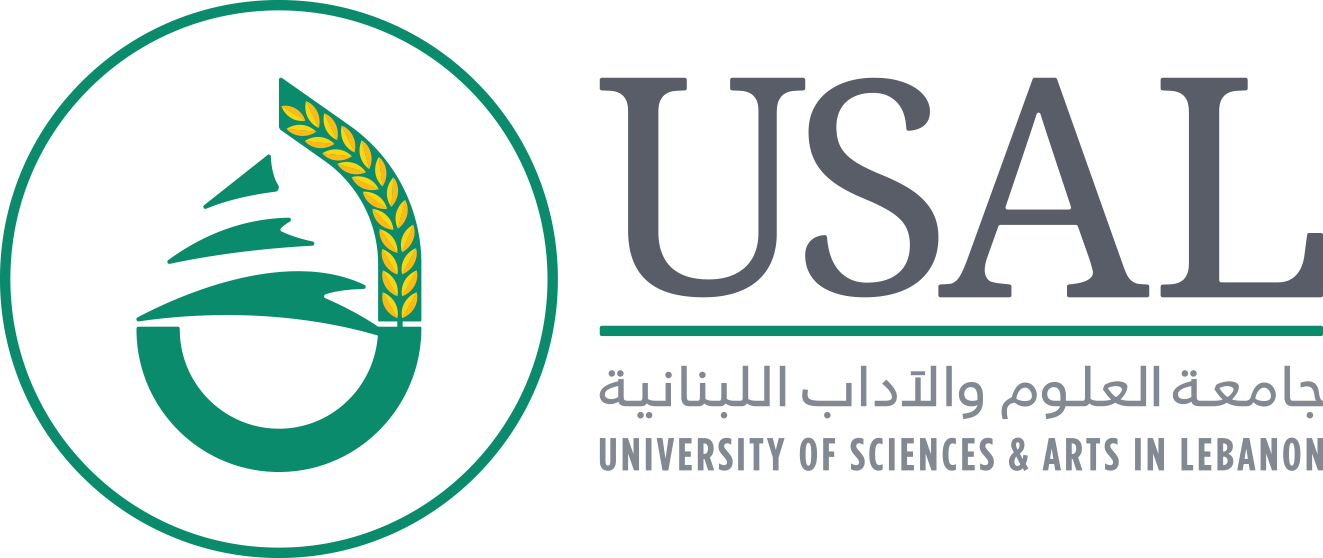 USAL
جامعة العلوم والآداب اللبنانية
UNIVERSITY OF SCIENCES & ARTS IN LEBANON